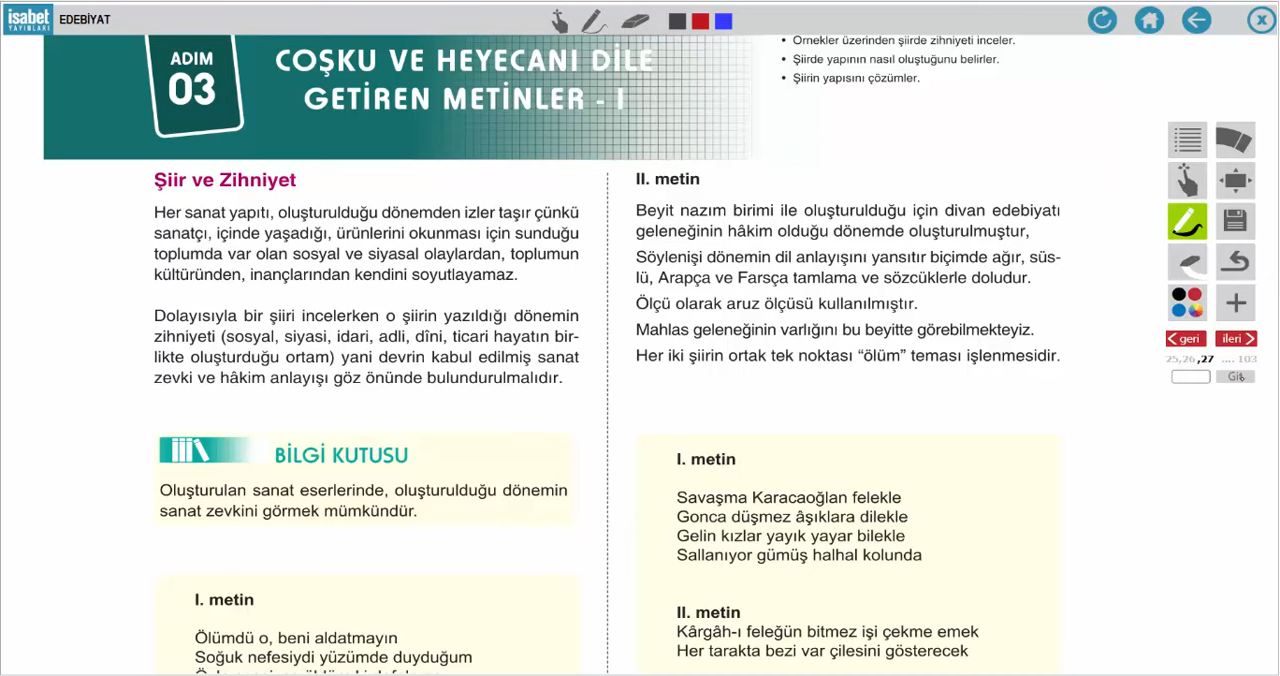 isabet
YAYINLARI
EDEBİYAT
ADIM
03
COŞKU VE HEYECANI DİLE
GETİREN METİNLER - I
• Örnekler üzerinden şiirde zihniyeti inceler.
• Şiirde yapının nasıl oluştuğunu belirler.
• Şiirin yapısını çözümler.
Şiir ve Zihniyet
Her sanat yapıtı, oluşturulduğu dönemden izler taşır çünkü
sanatçı, içinde yaşadığı, ürünlerini okunması için sunduğu
toplumda var olan sosyal ve siyasal olaylardan, toplumun
kültüründen, inançlarından kendini soyutlayamaz.
Dolayısıyla bir şiiri incelerken o şiirin yazıldığı dönemin
zihniyeti (sosyal, siyasi, idari, adli, dîni, ticari hayatın bir-
likte oluşturduğu ortam) yani devrin kabul edilmiş sanat
zevki ve hâkim anlayışı göz önünde bulundurulmalıdır.
BİLGİ KUTUSU
Oluşturulan sanat eserlerinde, oluşturulduğu dönemin
sanat zevkini görmek mümkündür.
I. metin
Ölümdü o, beni aldatmayın
Soğuk nefesiydi yüzümde duyduğum
II. metin
Beyit nazım birimi ile oluşturulduğu için divan edebiyatı
geleneğinin hâkim olduğu dönemde oluşturulmuştur,
Söylenişi dönemin dil anlayışını yansıtır biçimde ağır, süs-
lü, Arapça ve Farsça tamlama ve sözcüklerle doludur.
Ölçü olarak aruz ölçüsü kullanılmıştır.
Mahlas geleneğinin varlığını bu beyitte görebilmekteyiz.
Her iki şiirin ortak tek noktası “ölüm” teması işlenmesidir.
I. metin
Savaşma Karacaoğlan felekle
Gonca düşmez âşıklara dilekle
Gelin kızlar yayık yayar bilekle
Sallanıyor gümüş halhal kolunda
II. metin
Kârgâh-ı feleğün bitmez işi çekme emek
Her tarakta bezi var çilesini gösterecek
geri ileri
25,26,27 .... 103
Git